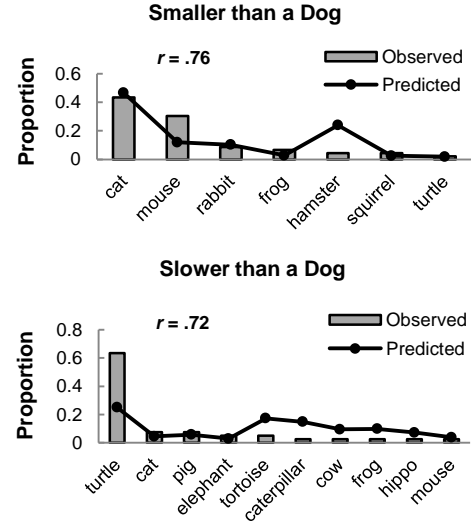 Smaller than a Dog
r = .76
Observed
Predicted
Proportion
0.6
0.4
0.2
0
cat
mouse
rabbit
frog
hamster
squirrel
turtle
Slower than a Dog
r = .72
Observed
Predicted
Proportion
0.8
0.6
0.4
0.2
0
turtle
cat
pig
elephant
tortoise
caterpillar
cow
frog
hippo
mouse